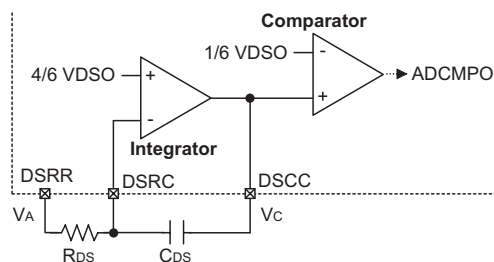 Comparator
1/6 VDSO
-
ADCMPO
4/6 VDSO
+
+
-
Integrator
DSRR
DSRC
DSCC
VA
VC
RDS
CDS